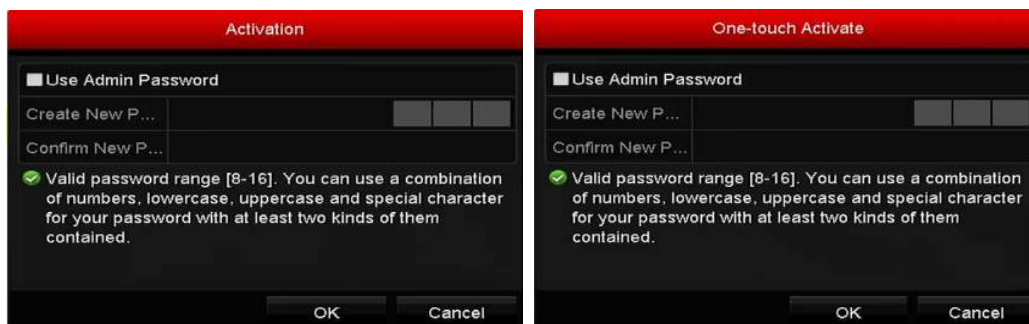 Activation
Use Admin Password
Create New P...
Confirm New P...
Valid password range [8-16]. You can use a combination
of numbers, lowercase, uppercase and special character
for your password with at least two kinds of them
contained.
OK Cancel
One-touch Activate
Use Admin Password
Create New P...
Confirm New P...
Valid password range [8-16]. You can use a combination
of numbers, lowercase, uppercase and special character
for your password with at least two kinds of them
contained.
OK Cancel